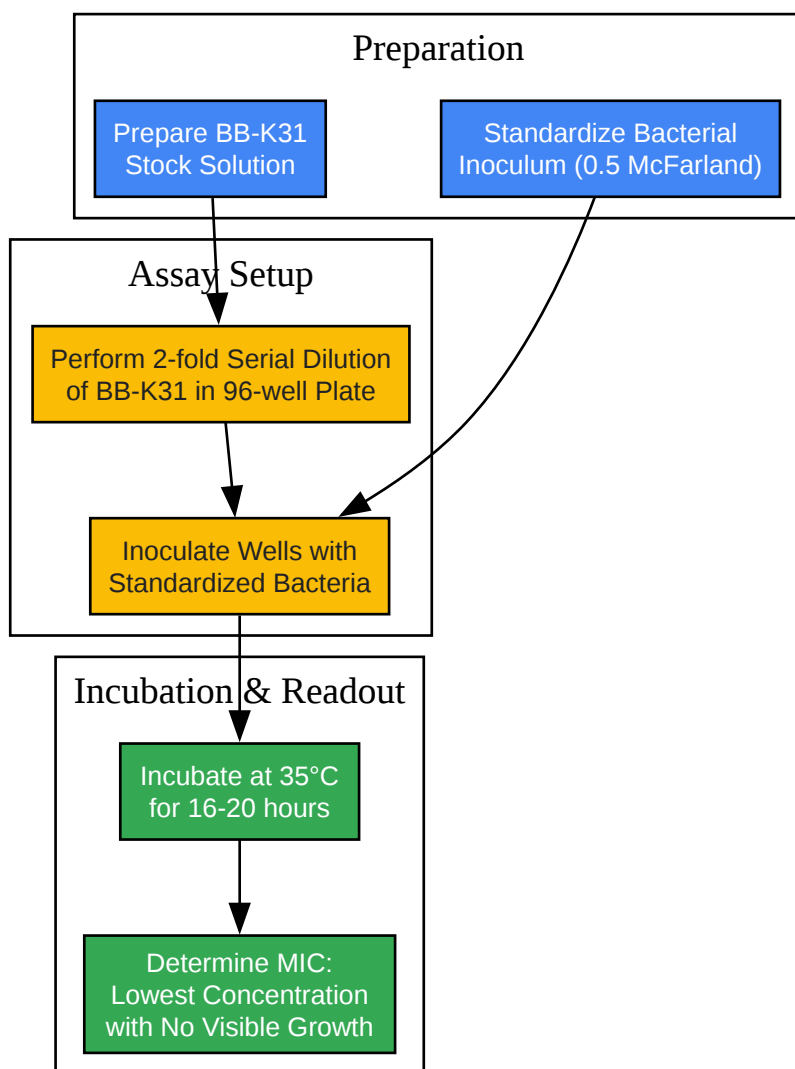 Preparation
Prepare BB-K31
Stock Solution
Standardize Bacterial
Inoculum (0.5 McFarland)
Assay Setup
Perform 2-fold Serial Dilution
of BB-K31 in 96-well Plate
Inoculate Wells with
Standardized Bacteria
Incubation & Readout
Incubate at 35°C
for 16-20 hours
Determine MIC:
Lowest Concentration
with No Visible Growth